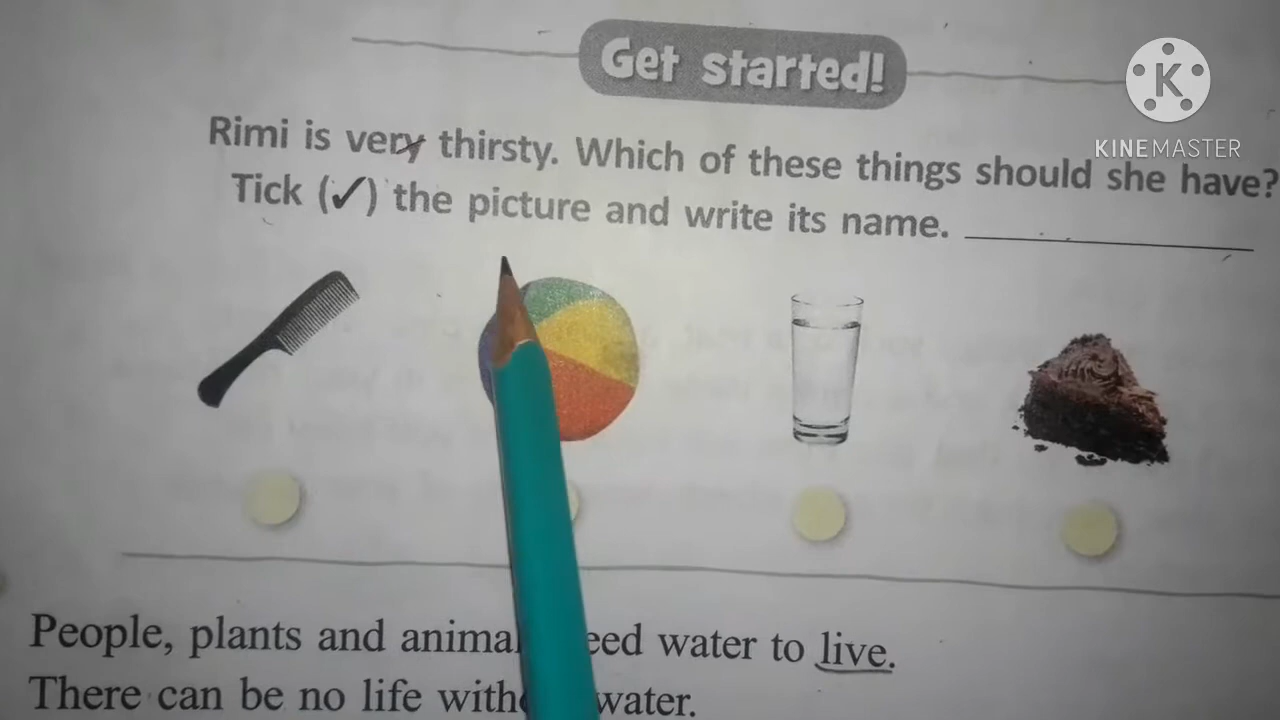 Get started!
K
KINEMASTER
Rimi is very thirsty. Which of these things should she have?
Tick (✓) the picture and write its name.
People, plants and animal eed water to live.
There can be no life with water.